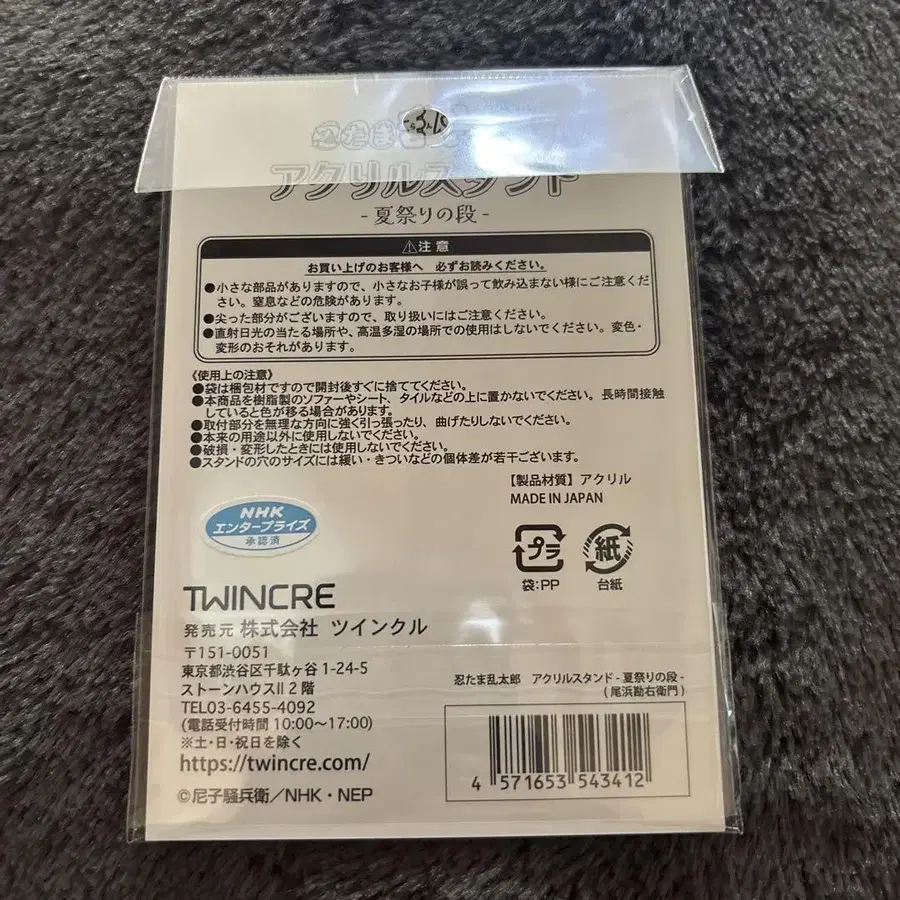 忍たま
アクリルスタンド
- 夏祭りの段 -
⚠注意
お買い上げのお客様へ 必ずお読みください。
●小さな部品がありますので、小さなお子様が誤って飲み込まない様にご注意くだ
さい。窒息などの危険があります。
●尖った部分がございますので、取り扱いにはご注意ください。
●直射日光の当たる場所や、高温多湿の場所での使用はしないでください。変色・
変形のおそれがあります。
《使用上の注意》
●袋は梱包材ですので開封後すぐに捨ててください。
●本商品を樹脂製のソファーやシート、タイルなどの上に置かないでください。長時間接触
していると色が移る場合があります。
●取付部分を無理な方向に強く引っ張ったり、曲げたりしないでください。
●本来の用途以外に使用しないでください。
●破損・変形したときには使用しないでください。
●スタンドの穴のサイズには緩い・きついなどの個体差が若干ございます。
【製品材質】アクリル
MADE IN JAPAN
NHK
エンタープライズ
承認済
プラ
袋:PP
紙
台紙
TWINCRE
発売元 株式会社 ツインクル
〒151-0051
東京都渋谷区千駄ヶ谷 1-24-5
ストーンハウスII 2 階
TEL03-6455-4092
(電話受付時間 10:00～17:00)
※土・日・祝日を除く
https://twincre.com/
©尼子騒兵衛／NHK・NEP
忍たま乱太郎 アクリルスタンド - 夏祭りの段 -
( 尾浜勘右衛門 )
4 571653 543412